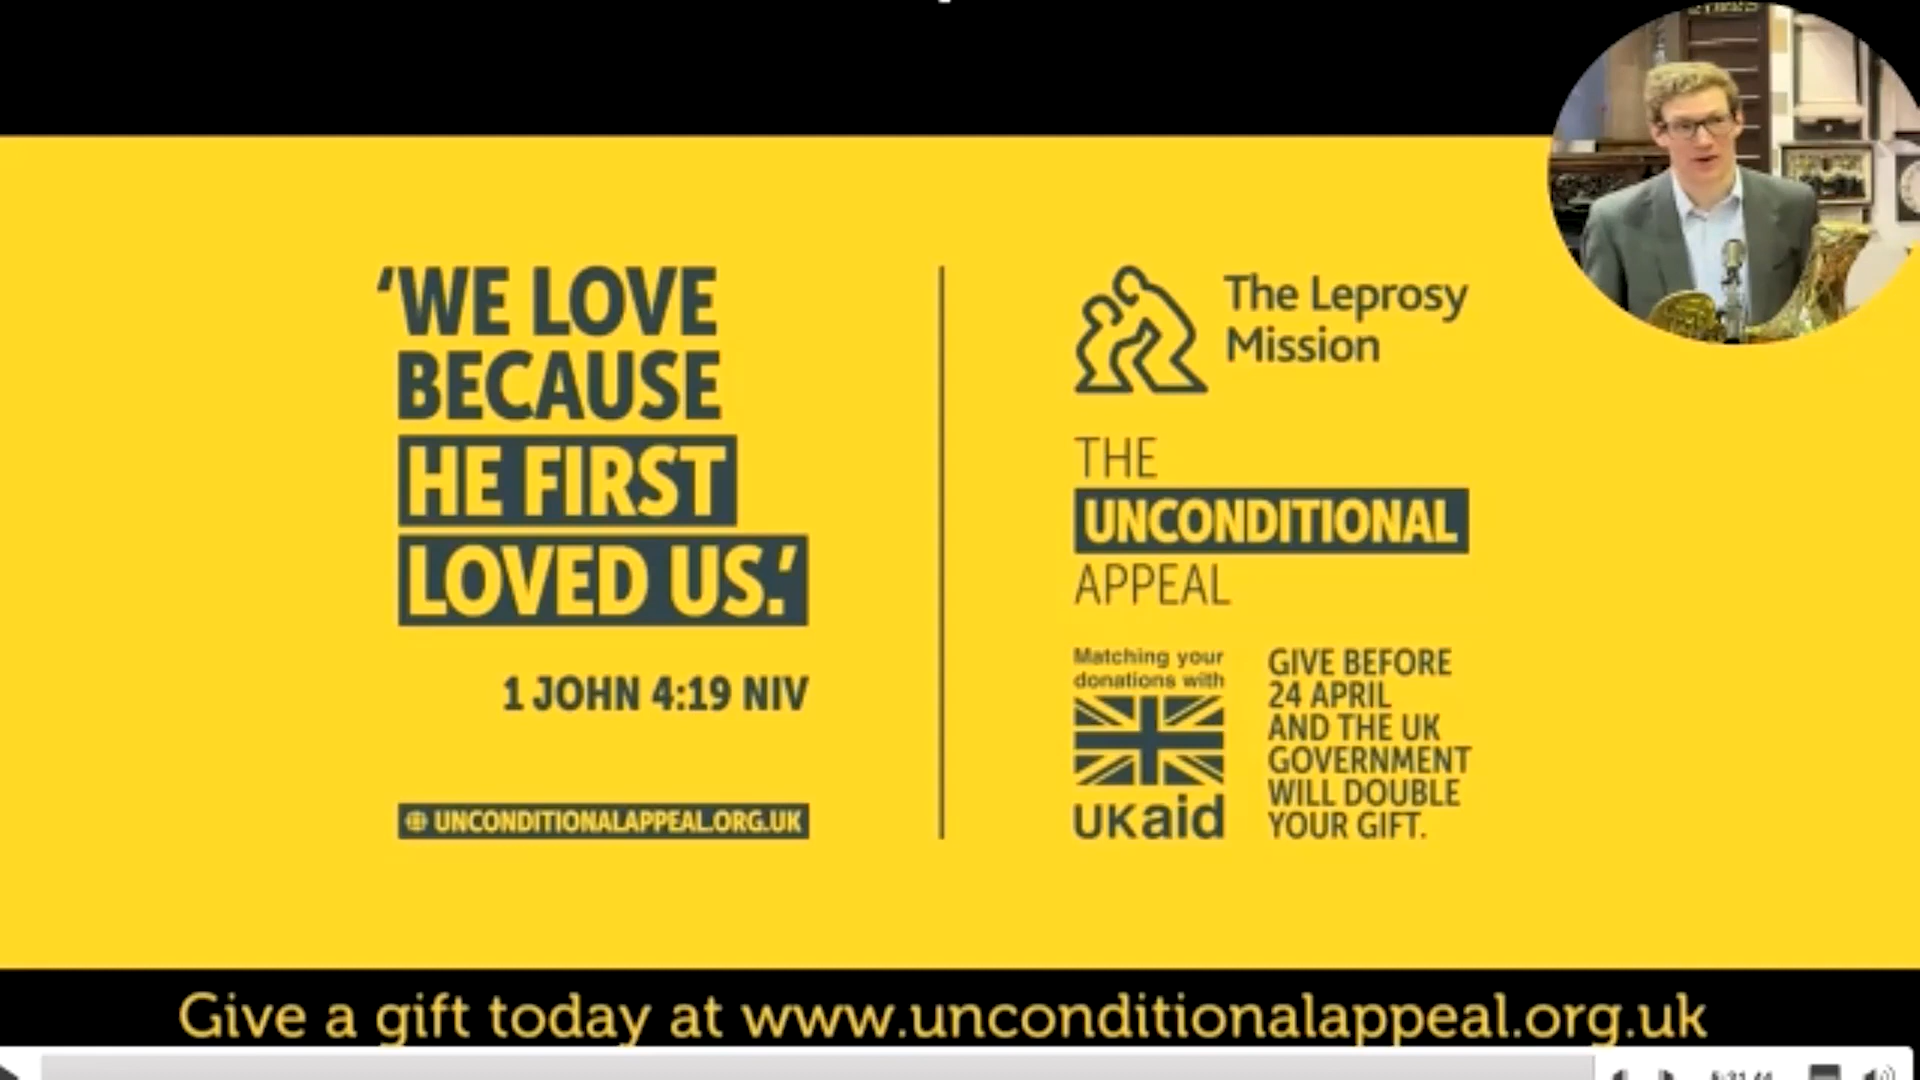 ‘WE LOVE
BECAUSE
HE FIRST
LOVED US.’
1 JOHN 4:19 NIV
UNCONDITIONALAPPEAL.ORG.UK
The Leprosy
Mission
THE
UNCONDITIONAL
APPEAL
Matching your
donations with
UKaid
GIVE BEFORE
24 APRIL
AND THE UK
GOVERNMENT
WILL DOUBLE
YOUR GIFT.
Give a gift today at www.unconditionalappeal.org.uk